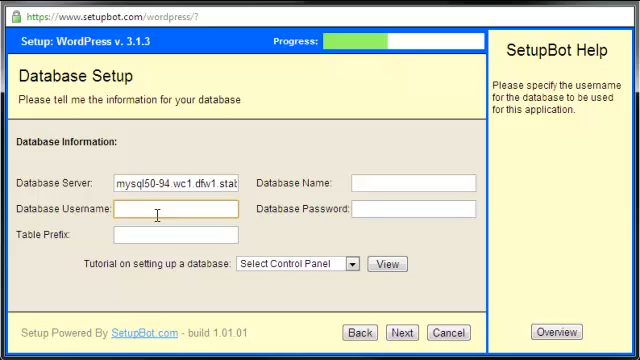 https://www.setupbot.com/wordpress/?
Setup: WordPress v. 3.1.3
Progress:
Database Setup
Please tell me the information for your database
Database Information:
Database Server: mysql50-94.wc1.dfw1.stab
Database Name:
Database Username:
Database Password:
Table Prefix:
Tutorial on setting up a database: Select Control Panel View
Setup Powered By SetupBot.com - build 1.01.01
Back Next Cancel
SetupBot Help
Please specify the username
for the database to be used
for this application.
Overview